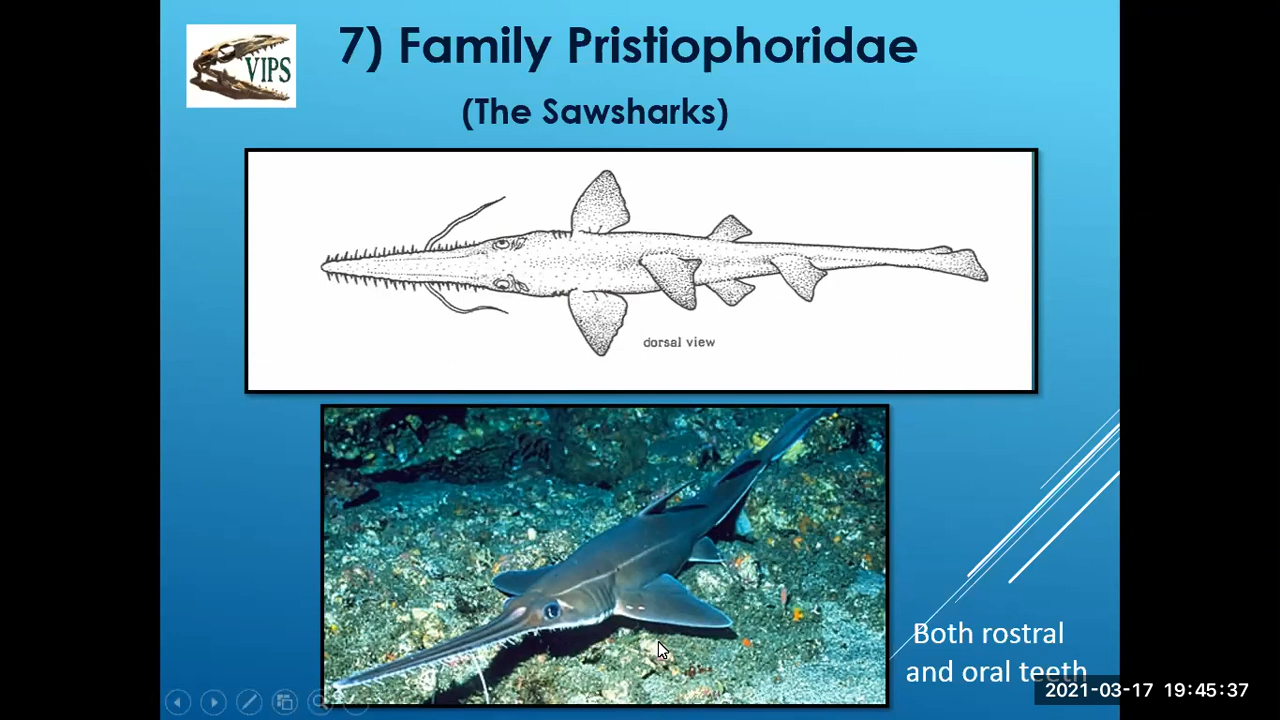 VIPS
7) Family Pristiophoridae
(The Sawsharks)
dorsal view
Both rostral
and oral teeth
2021-03-17 19:45:37